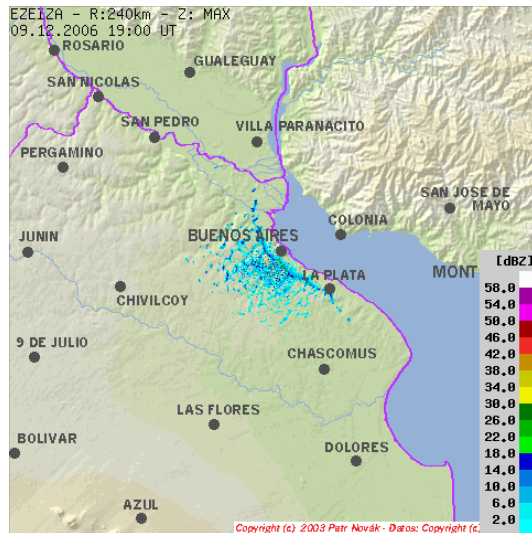 EZEIZA - R:240km - Z: MAX
09.12.2006 19:00 UT
ROSARIO
GUALEGUAY
SAN NICOLAS
SAN PEDRO
VILLA PARANACITO
PERGAMINO
SAN JOSE DE
MAYO
COLONIA
JUNIN
BUENOS AIRES
MONT
LA PLATA
CHIVILCOY
9 DE JULIO
CHASCOMUS
LAS FLORES
BOLIVAR
DOLORES
AZUL
[dBZ]
58.0
54.0
50.0
46.0
42.0
38.0
34.0
30.0
26.0
22.0
18.0
14.0
10.0
6.0
2.0
Copyright (c) 2003 Petr Novák - Datos: Copyright (c)